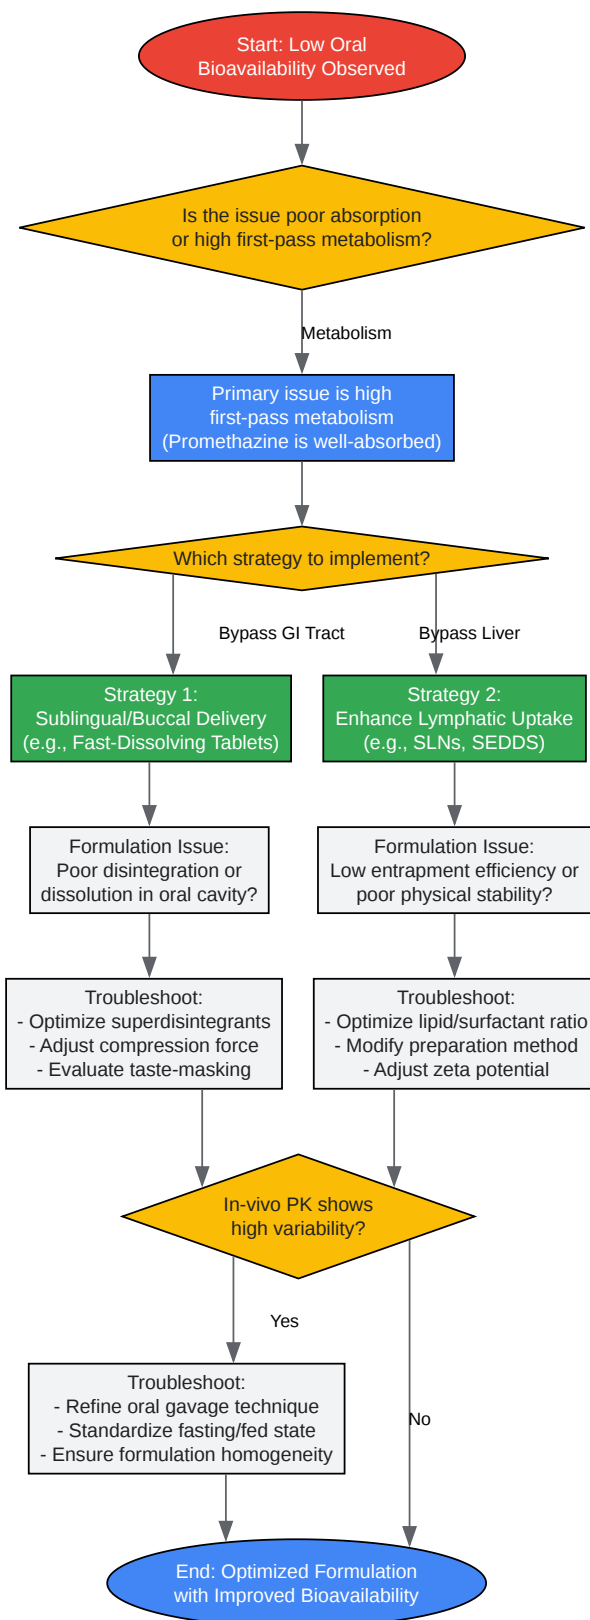 Start: Low Oral
Bioavailability Observed
Is the issue poor absorption
or high first-pass metabolism?
Metabolism
Primary issue is high
first-pass metabolism
(Promethazine is well-absorbed)
Which strategy to implement?
Bypass GI Tract
Bypass Liver
Strategy 1:
Sublingual/Buccal Delivery
(e.g., Fast-Dissolving Tablets)
Strategy 2:
Enhance Lymphatic Uptake
(e.g., SLNs, SEDDS)
Formulation Issue:
Poor disintegration or
dissolution in oral cavity?
Formulation Issue:
Low entrapment efficiency or
poor physical stability?
Troubleshoot:
- Optimize superdisintegrants
- Adjust compression force
- Evaluate taste-masking
Troubleshoot:
- Optimize lipid/surfactant ratio
- Modify preparation method
- Adjust zeta potential
In-vivo PK shows
high variability?
Yes
Troubleshoot:
- Refine oral gavage technique
- Standardize fasting/fed state
- Ensure formulation homogeneity
No
End: Optimized Formulation
with Improved Bioavailability